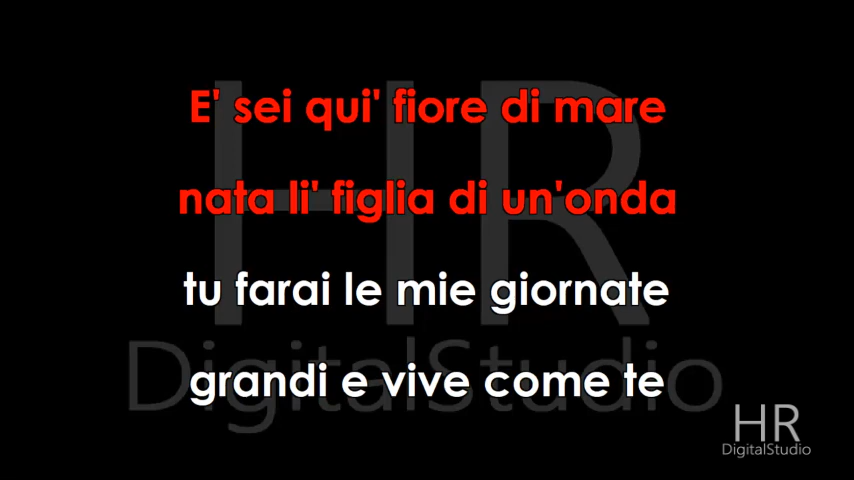 E' sei qui' fiore di mare
nata li' figlia di un'onda
tu farai le mie giornate
grandi e vive come te
HR
DigitalStudio
HR
DigitalStudio